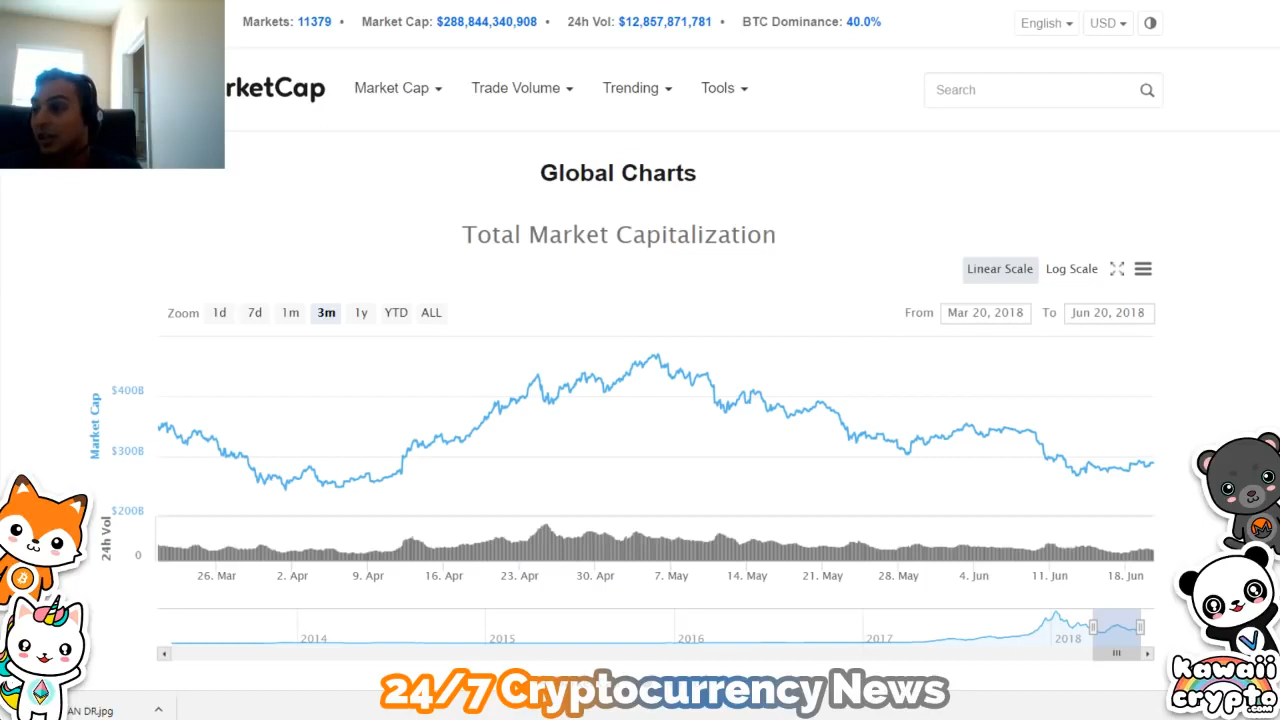 Markets: 11379 • Market Cap: $288,844,340,908 • 24h Vol: $12,857,871,781 • BTC Dominance: 40.0% English USD
rketCap Market Cap Trade Volume Trending Tools Search
Global Charts
Total Market Capitalization
Linear Scale Log Scale
Zoom 1d 7d 1m 3m 1y YTD ALL From Mar 20, 2018 To Jun 20, 2018
Market Cap
$400B
$300B
$200B
24h Vol
0
26. Mar 2. Apr 9. Apr 16. Apr 23. Apr 30. Apr 7. May 14. May 21. May 28. May 4. Jun 11. Jun 18. Jun
2014 2015 2016 2017 2018
24/7 Cryptocurrency News
kawaii
crypto
.com
AN DR.jpg